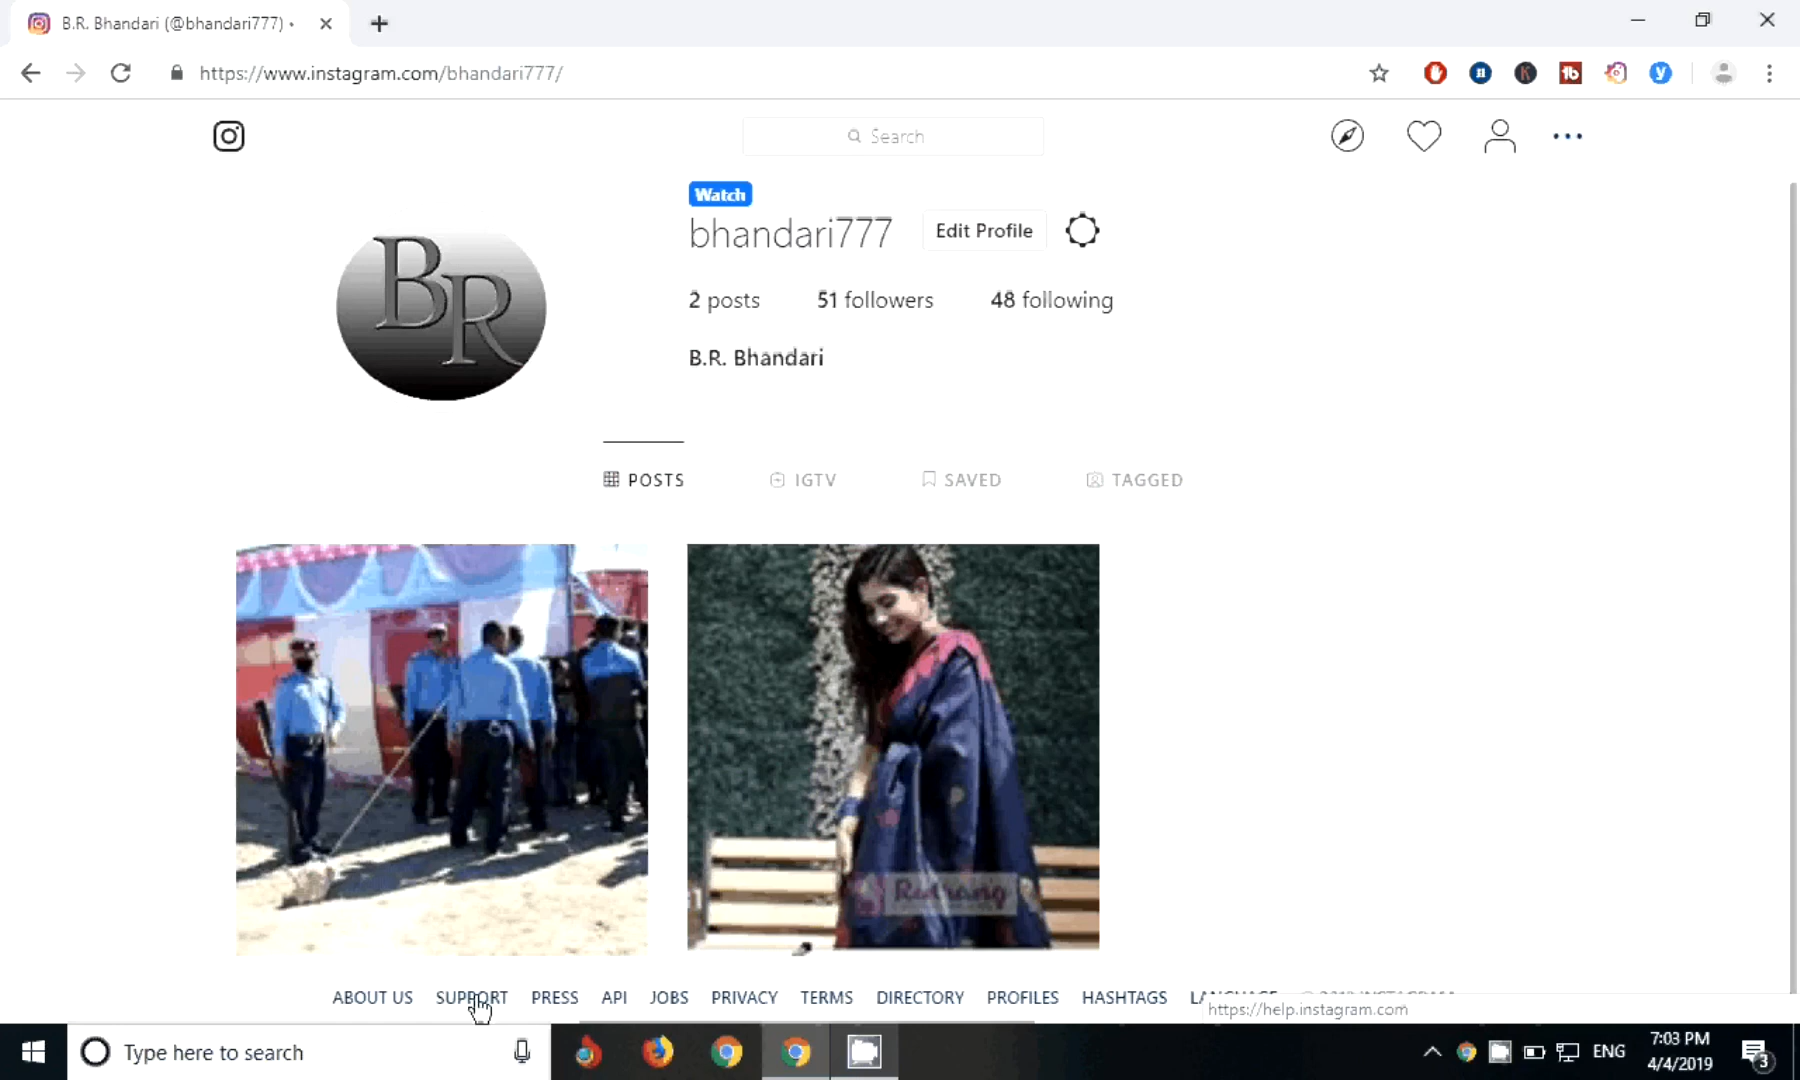 B.R. Bhandari (@bhandari777) •
https://www.instagram.com/bhandari777/
Search
Watch
bhandari777 Edit Profile
2 posts 51 followers 48 following
B.R. Bhandari
BR
POSTS IGTV SAVED TAGGED
ABOUT US SUPPORT PRESS API JOBS PRIVACY TERMS DIRECTORY PROFILES HASHTAGS
https://help.instagram.com
Type here to search
ENG
7:03 PM
4/4/2019
3